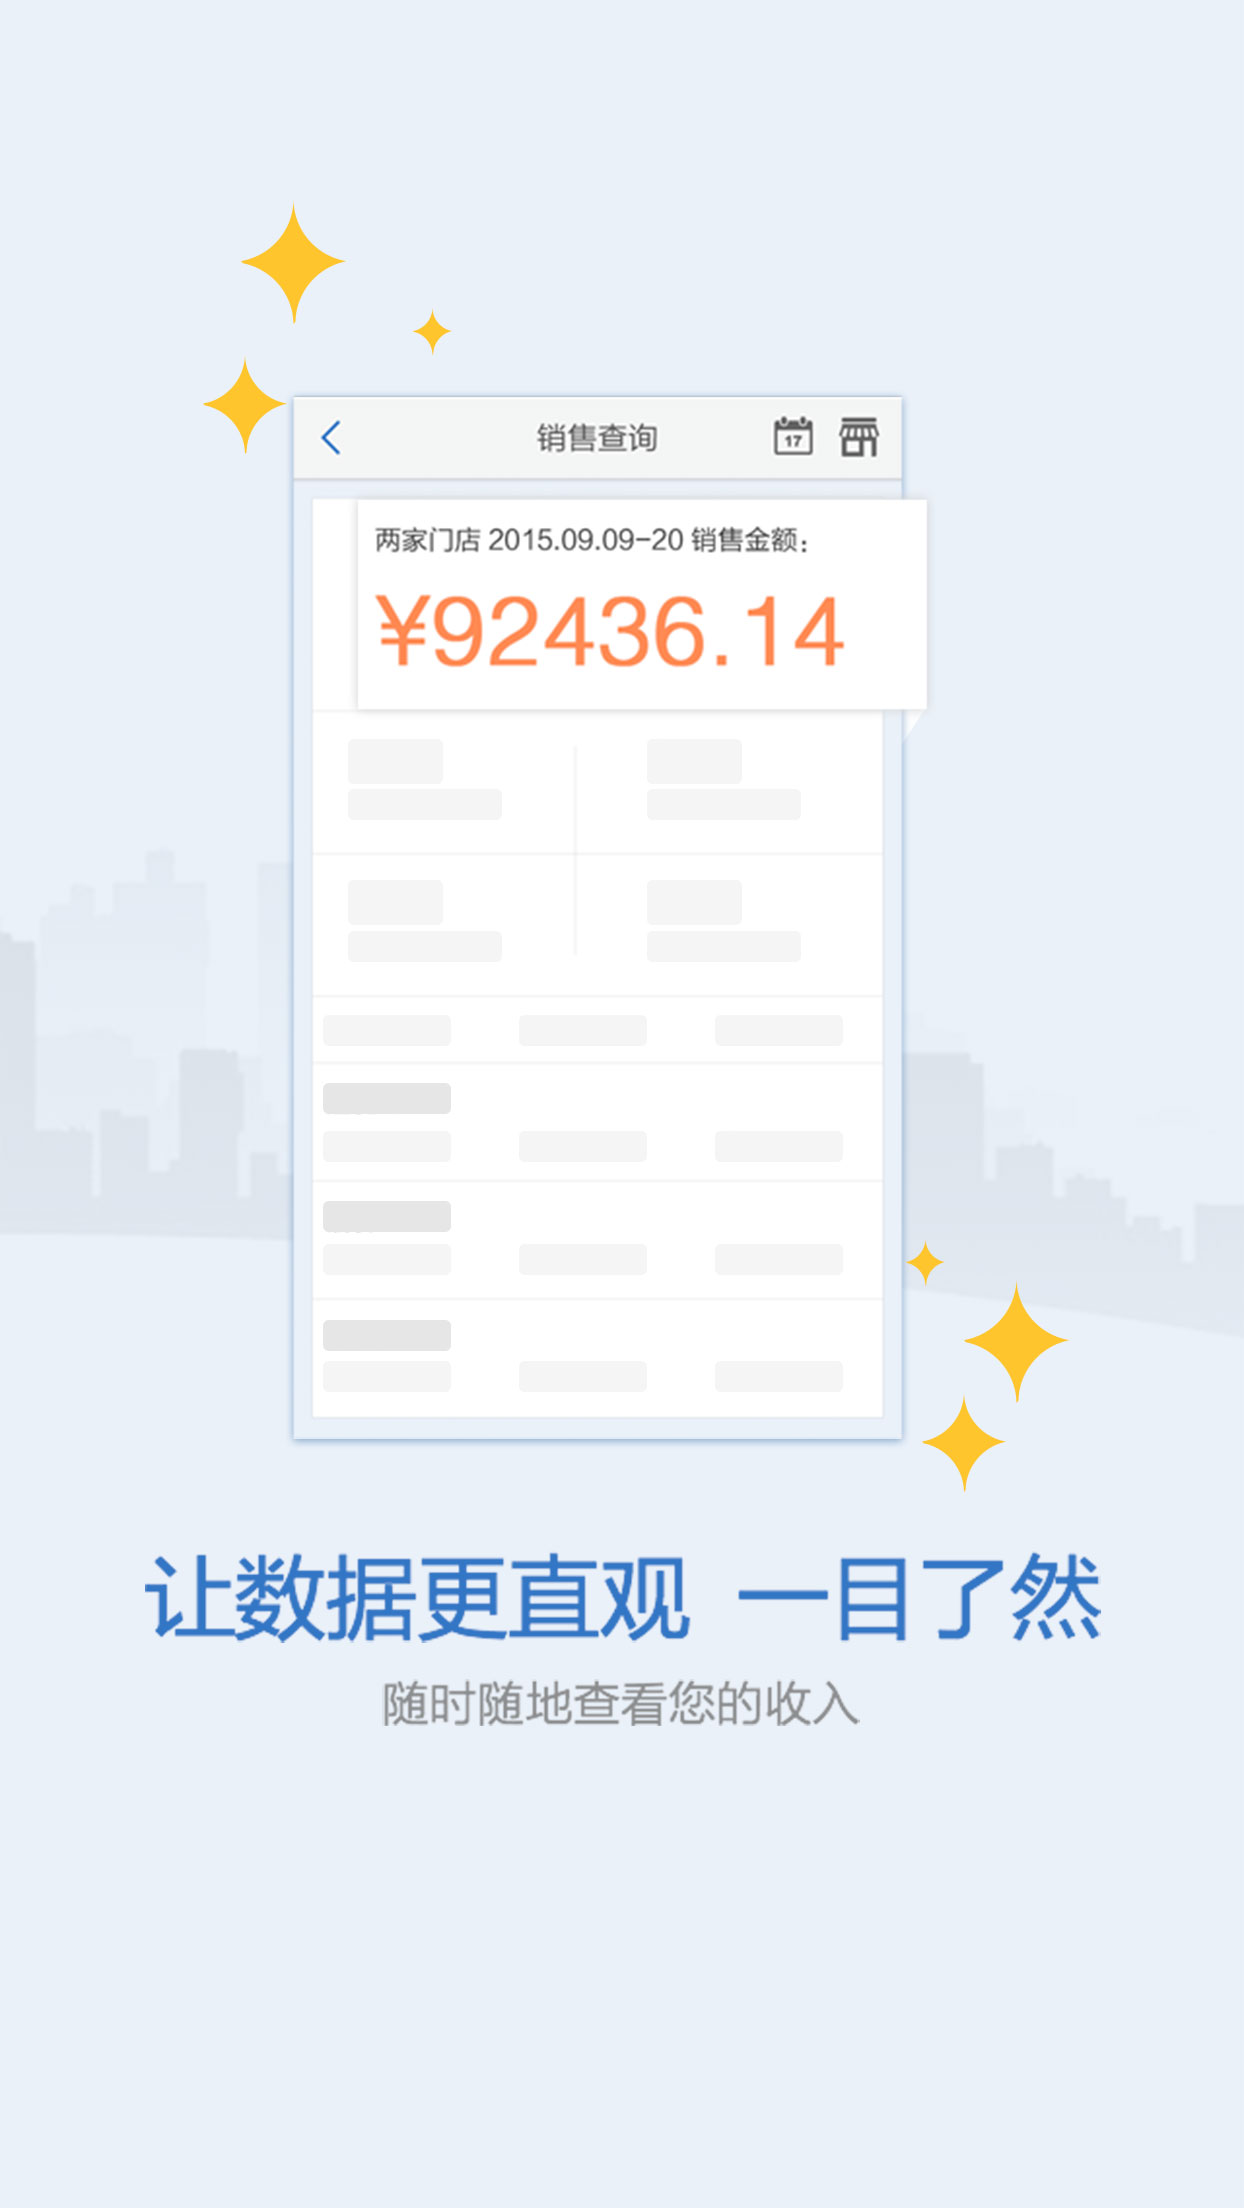 销售查询
17
两家门店 2015.09.09-20 销售金额：
¥92436.14
让数据更直观 一目了然
随时随地查看您的收入